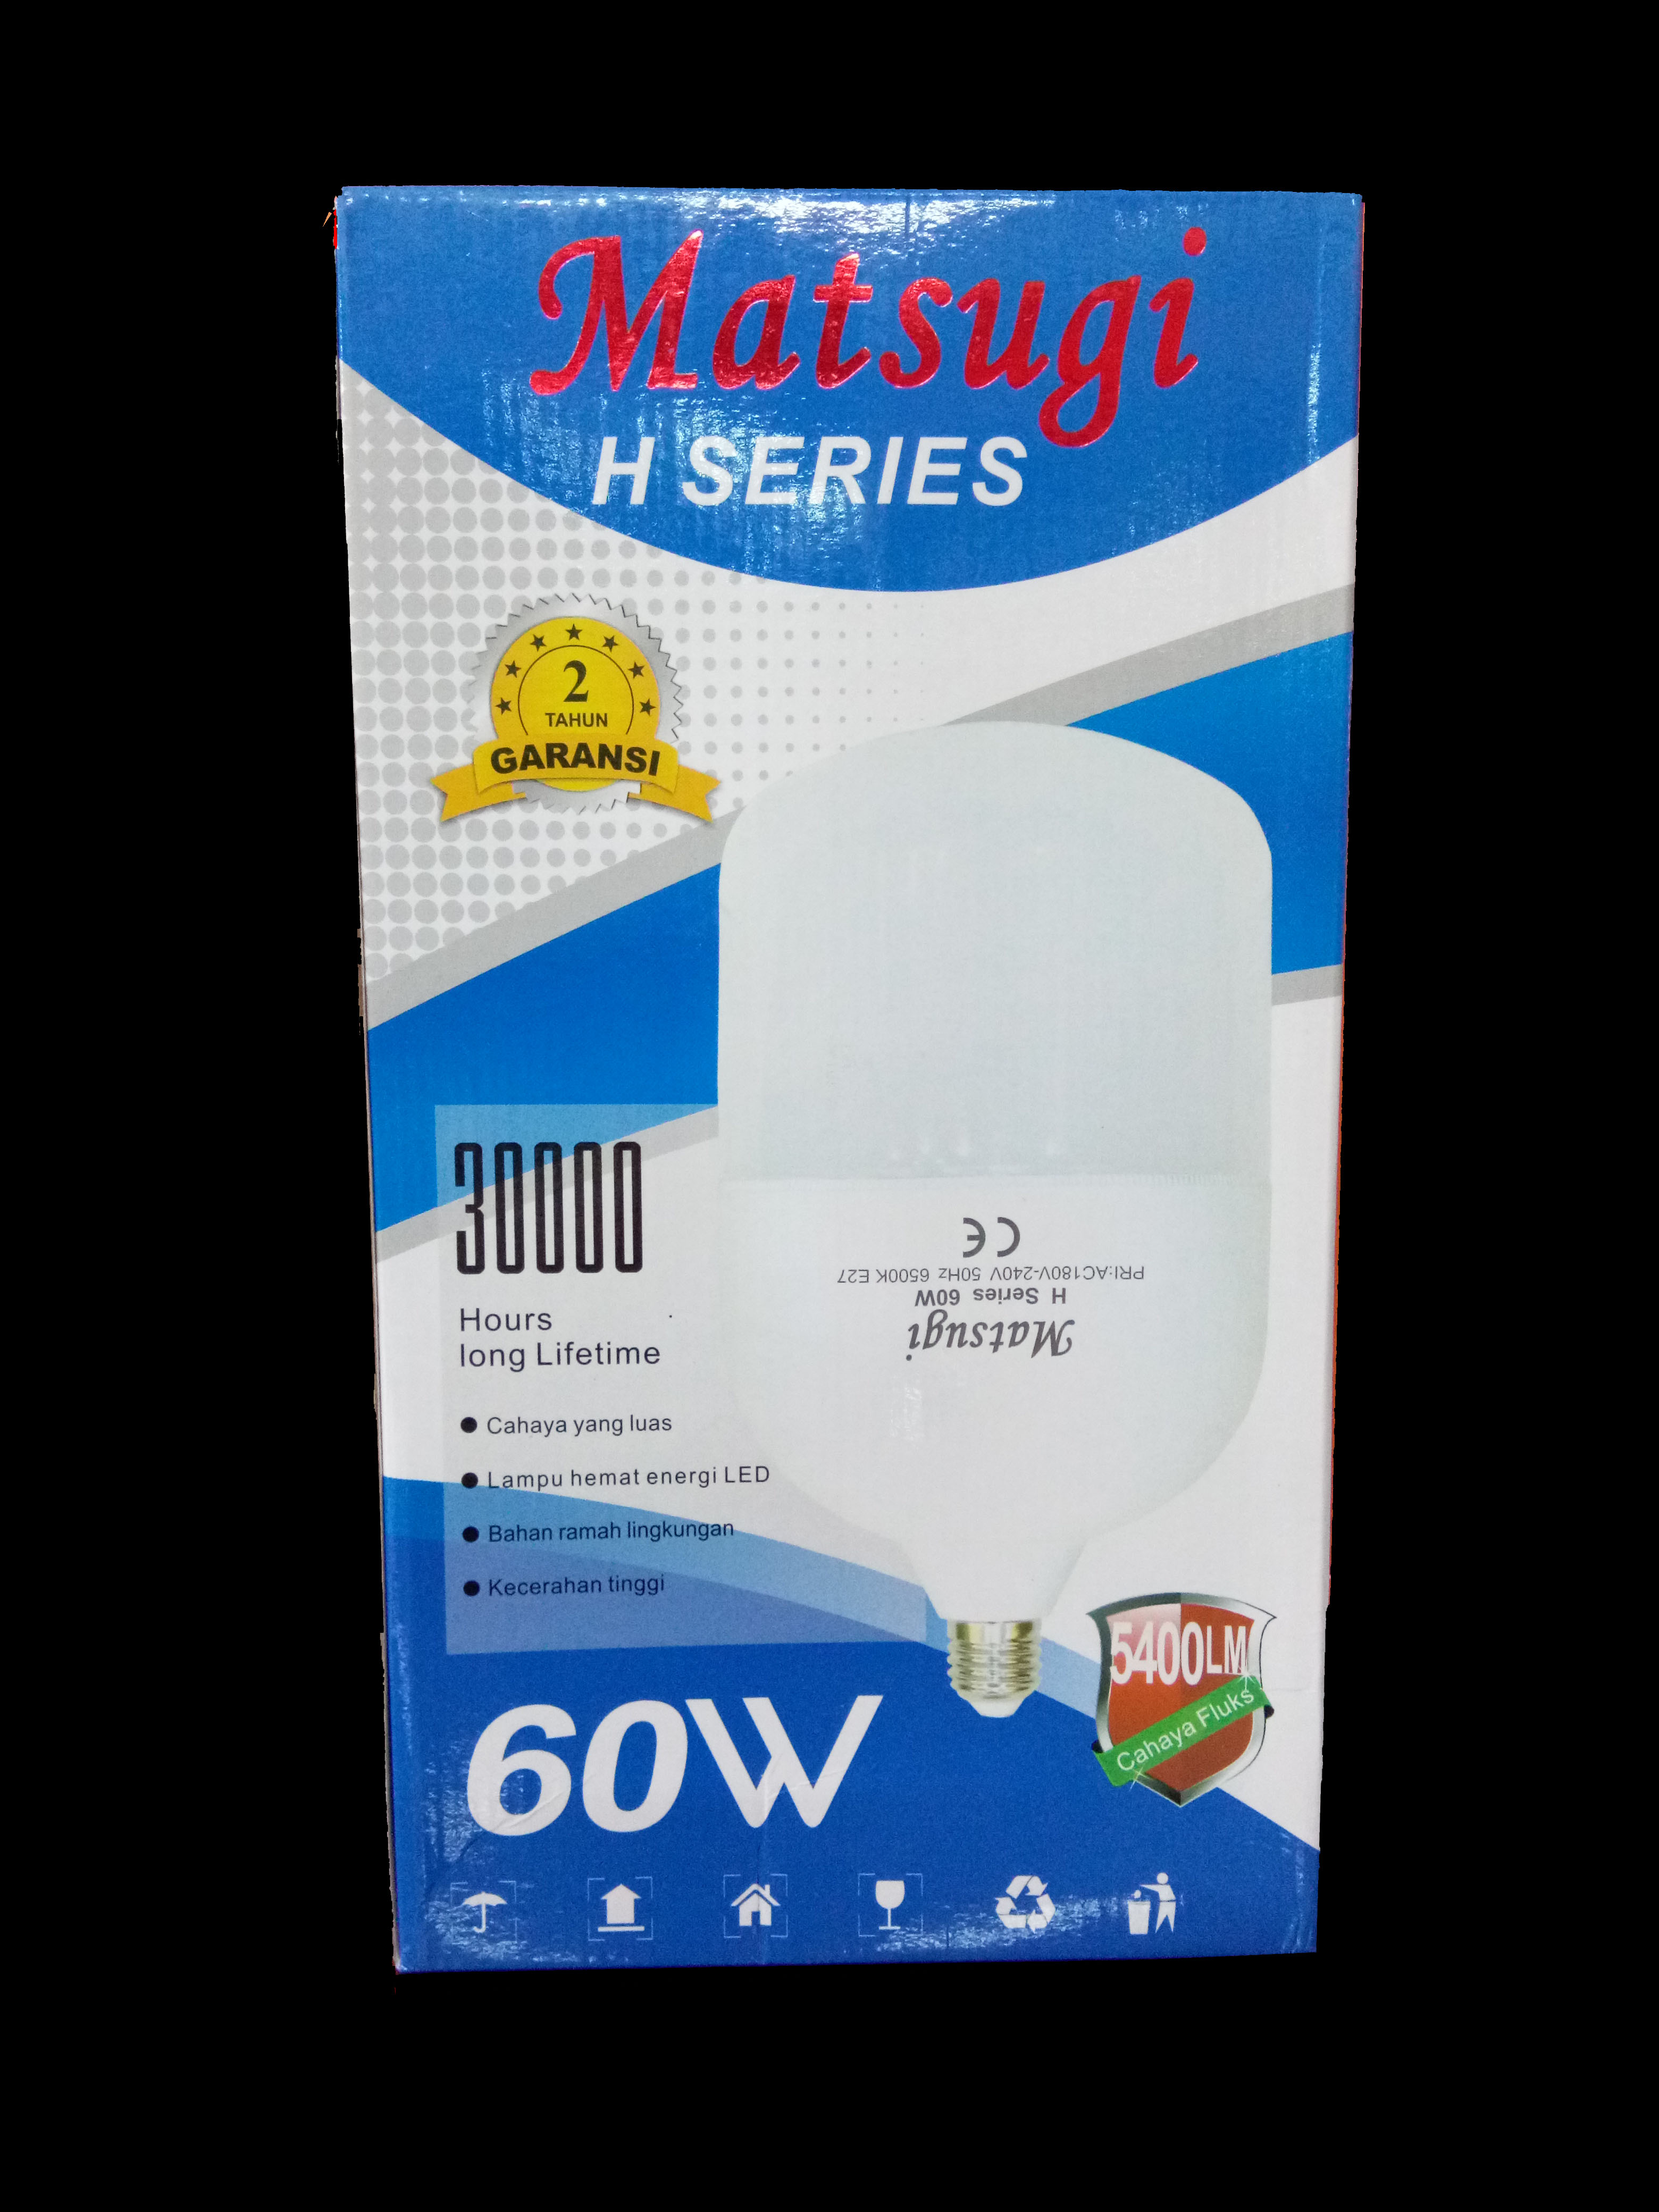 Matsugi
H SERIES
2
TAHUN
GARANSI
30000
Hours
long Lifetime
Cahaya yang luas
Lampu hemat energi LED
Bahan ramah lingkungan
Kecerahan tinggi
Matsugi
H Series 60W
PRI:AC180V-240V 50Hz 6500K E27
CE
5400LM
Cahaya Fluks
60W